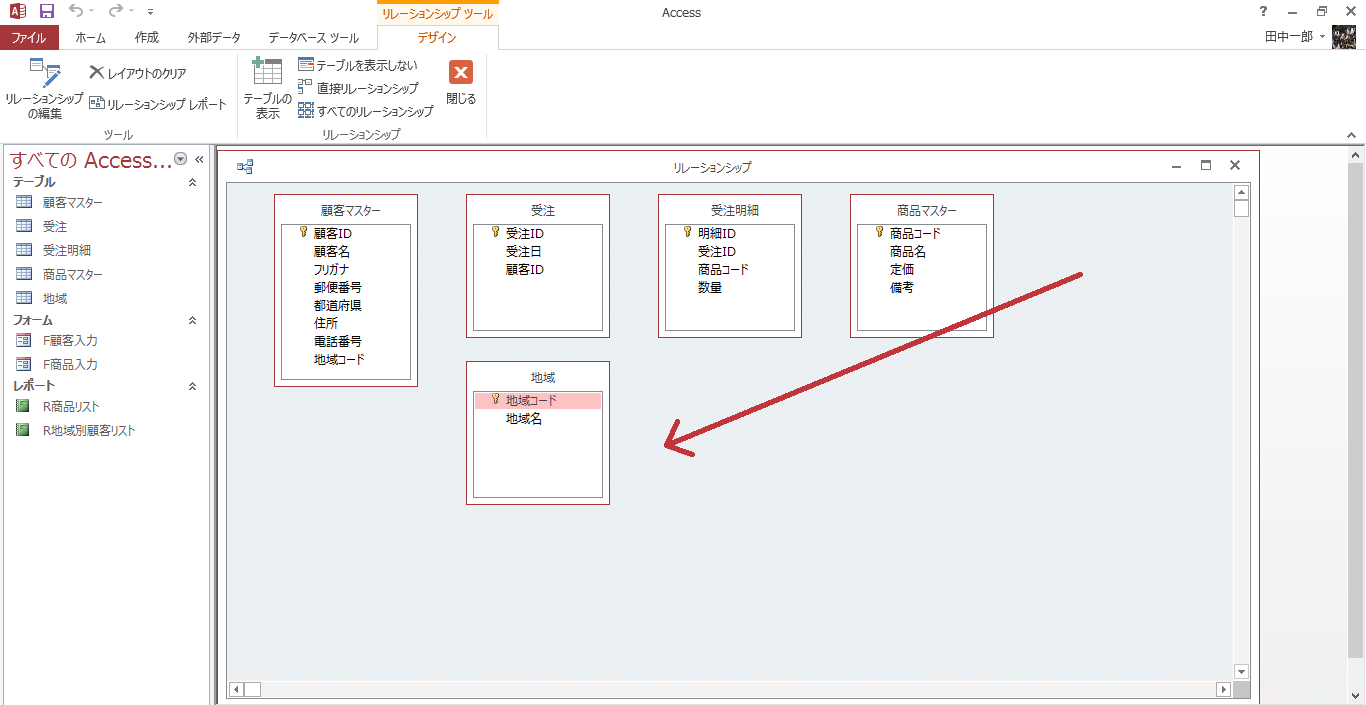 リレーションシップ ツール
Access
?
ファイル
ホーム
作成
外部データ
データベース ツール
デザイン
田中一郎
リレーションシップ
の編集
レイアウトのクリア
リレーションシップ レポート
ツール
テーブルの
表示
テーブルを表示しない
直接リレーションシップ
すべてのリレーションシップ
閉じる
リレーションシップ
すべての Access...
テーブル
顧客マスター
受注
受注明細
商品マスター
地域
フォーム
F顧客入力
F商品入力
レポート
R商品リスト
R地域別顧客リスト
リレーションシップ
顧客マスター
顧客ID
顧客名
フリガナ
郵便番号
都道府県
住所
電話番号
地域コード
受注
受注ID
受注日
顧客ID
受注明細
明細ID
受注ID
商品コード
数量
商品マスター
商品コード
商品名
定価
備考
地域
地域コード
地域名